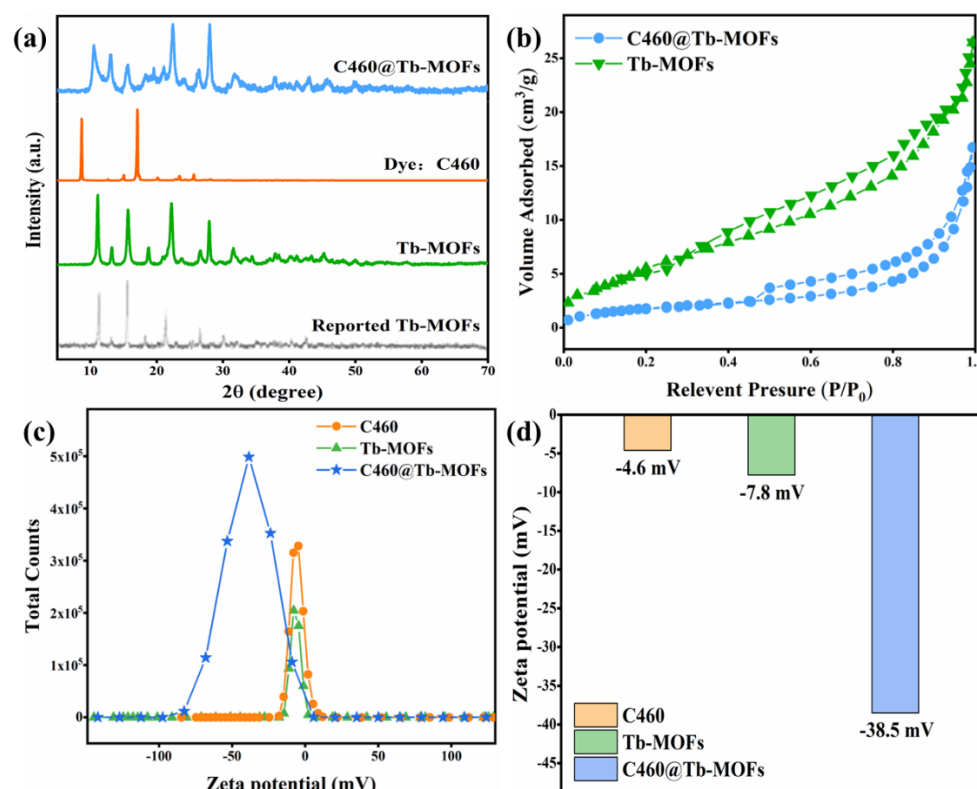 (a)
C460@Tb-MOFs
Dye: C460
Tb-MOFs
Reported Tb-MOFs
Intensity (a.u.)
10 20 30 40 50 60 70
2θ (degree)
(b)
C460@Tb-MOFs
Tb-MOFs
Volume Adsorbed (cm³/g)
25
20
15
10
5
0
0.0 0.2 0.4 0.6 0.8 1.
Relevent Presure (P/P₀)
(c)
C460
Tb-MOFs
C460@Tb-MOFs
Total Counts
5x10⁵
4x10⁵
3x10⁵
2x10⁵
1x10⁵
0
-100 -50 0 50 100
Zeta potential (mV)
(d)
Zeta potential (mV)
0
-5
-10
-15
-20
-25
-30
-35
-40
-45
-4.6 mV
-7.8 mV
-38.5 mV
C460
Tb-MOFs
C460@Tb-MOFs